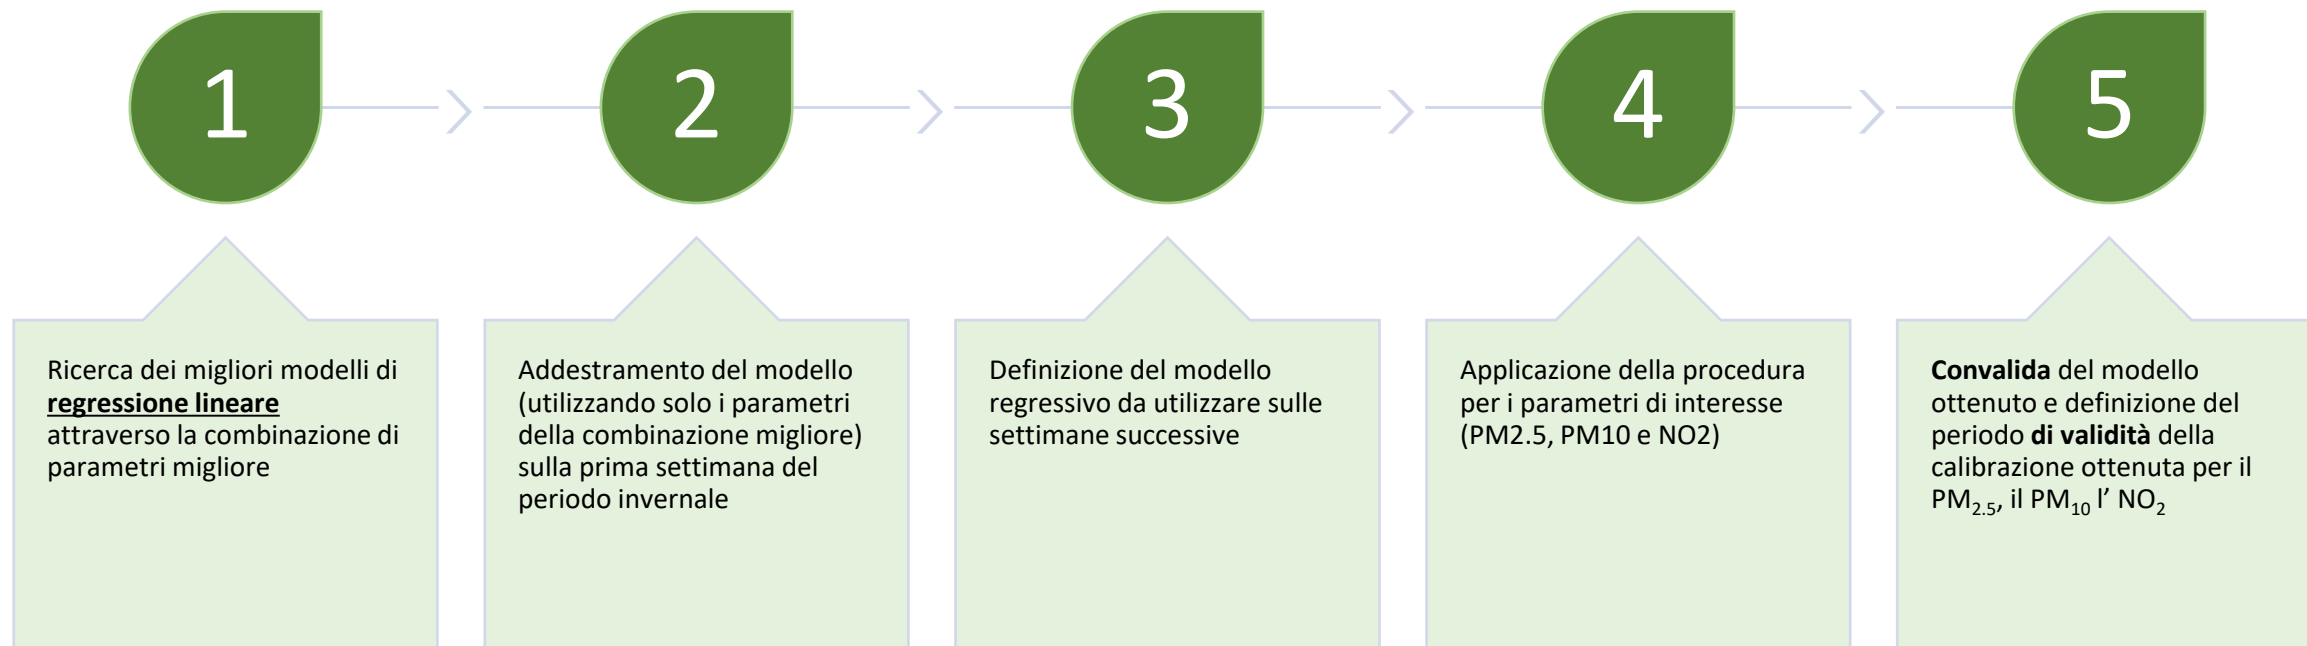 1
2
3
4
5
Ricerca dei migliori modelli di
regressione lineare
attraverso la combinazione di
parametri migliore
Addestramento del modello
(utilizzando solo i parametri
della combinazione migliore)
sulla prima settimana del
periodo invernale
Definizione del modello
regressivo da utilizzare sulle
settimane successive
Applicazione della procedura
per i parametri di interesse
(PM2.5, PM10 e NO2)
Convalida del modello
ottenuto e definizione del
periodo di validità della
calibrazione ottenuta per il
PM₂.₅, il PM₁₀ l’ NO₂